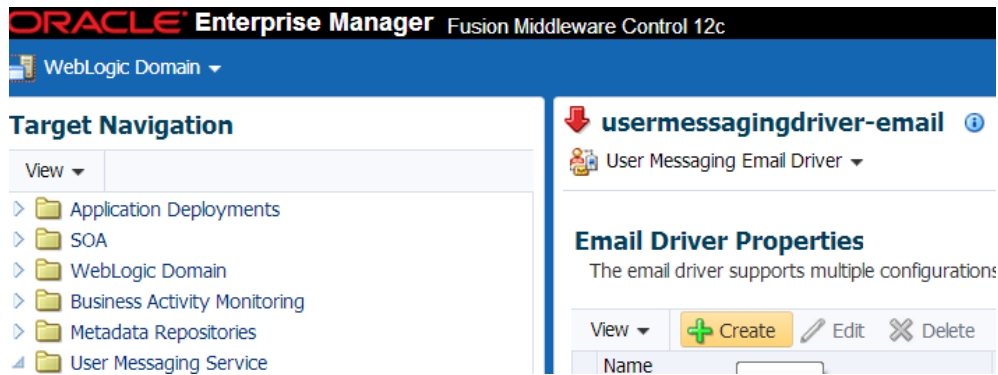 ORACLE Enterprise Manager Fusion Middleware Control 12c
WebLogic Domain
Target Navigation
View
Application Deployments
SOA
WebLogic Domain
Business Activity Monitoring
Metadata Repositories
User Messaging Service
usermessagingdriver-email
User Messaging Email Driver
Email Driver Properties
The email driver supports multiple configurations
View Create Edit Delete
Name